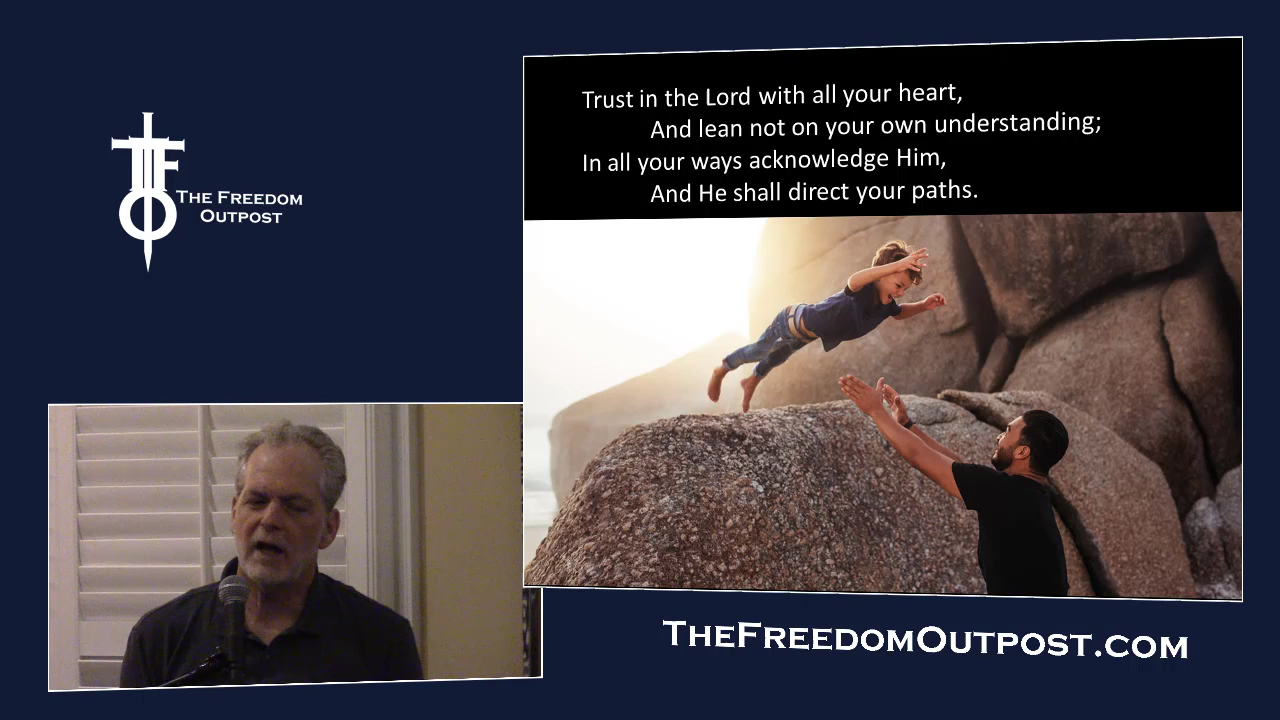 TF
THE FREEDOM
OUTPOST
Trust in the Lord with all your heart,
And lean not on your own understanding;
In all your ways acknowledge Him,
And He shall direct your paths.
THEFREEDOMOUTPOST.COM